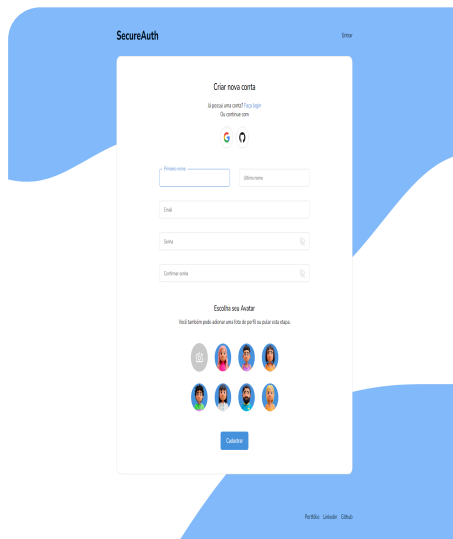 SecureAuth
Entrar
Criar nova conta
Já possui uma conta? Faça login
Ou continue com
Primeiro nome
Último nome
Email
Senha
Confirmar senha
Escolha seu Avatar
Você também pode adicionar uma foto do perfil ou pular esta etapa.
Cadastrar
Portfólio Linkedin Github